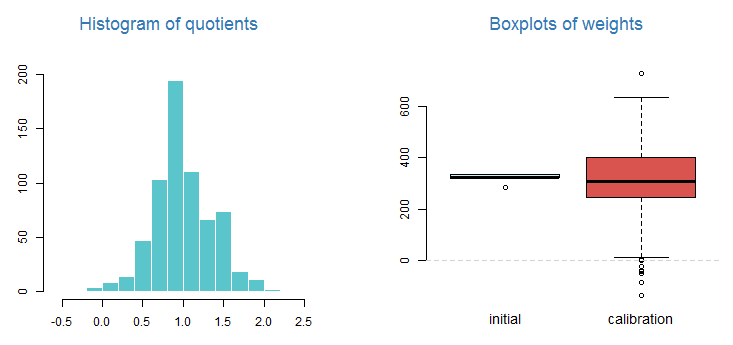 Histogram of quotients
200
150
100
50
0
-0.5 0.0 0.5 1.0 1.5 2.0 2.5
Boxplots of weights
600
400
200
0
initial calibration